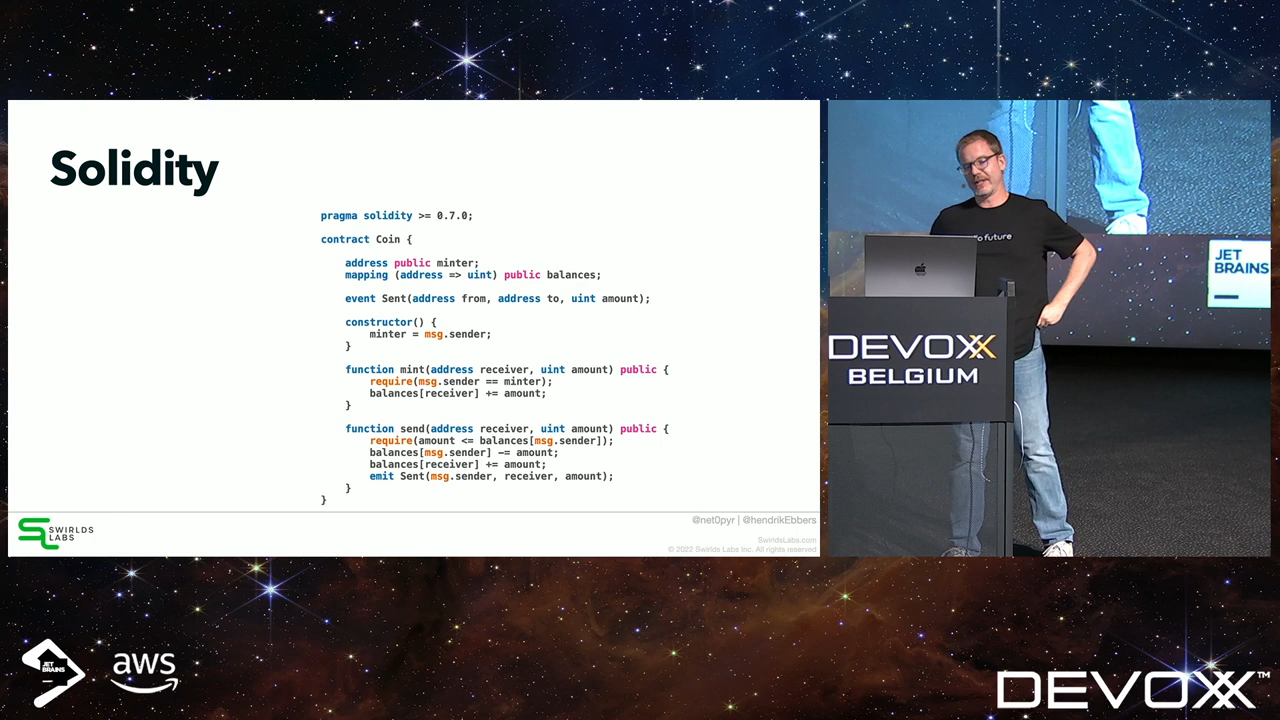 Solidity
pragma solidity >= 0.7.0;
contract Coin {
address public minter;
mapping (address => uint) public balances;
event Sent(address from, address to, uint amount);
constructor() {
minter = msg.sender;
}
function mint(address receiver, uint amount) public {
require(msg.sender == minter);
balances[receiver] += amount;
}
function send(address receiver, uint amount) public {
require(amount <= balances[msg.sender]);
balances[msg.sender] -= amount;
balances[receiver] += amount;
emit Sent(msg.sender, receiver, amount);
}
}
SWIRLDS
LABS
@net0pyr | @hendrikEbbers
SwirldsLabs.com
© 2022 Swirlds Labs Inc. All rights reserved
future
JET
BRAINS
DEVOXX
BELGIUM
JET
BRAINS
aws
DEVOXX™